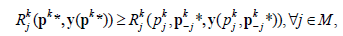 R_j^k(p^k*, y(p^k*)) ≥ R_j^k(p_j^k, p_{-j}^k*, y(p_j^k, p_{-j}^k*)), ∀j ∈ M,